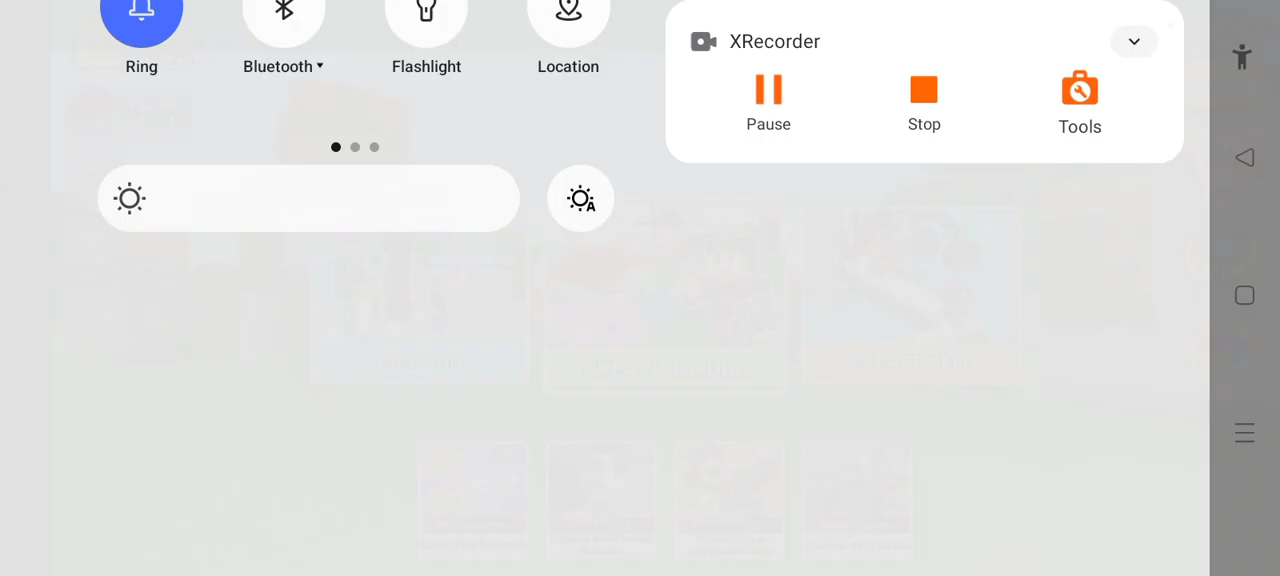 XRecorder
Ring
Bluetooth
Flashlight
Location
Pause
Stop
Tools
A